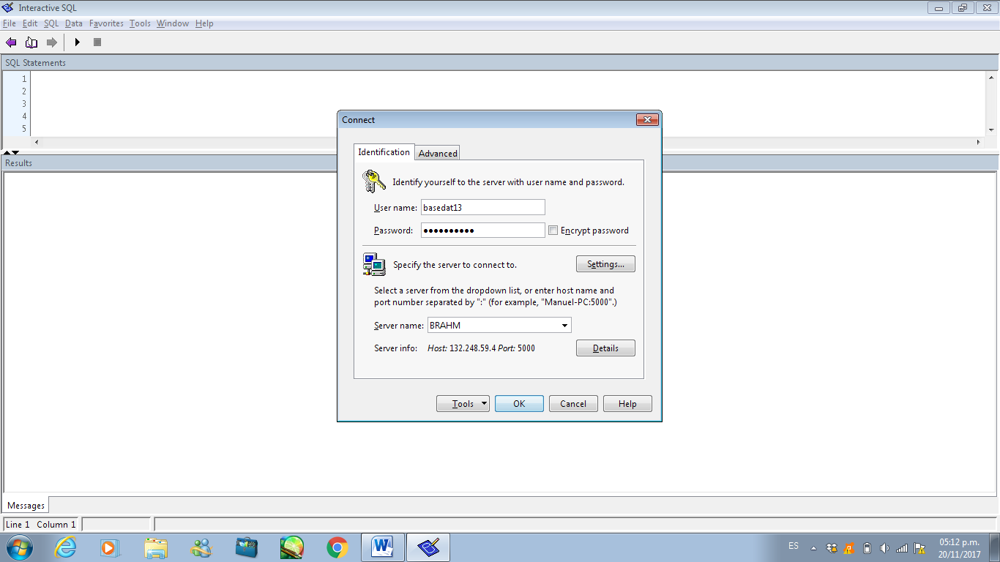 Interactive SQL
File Edit SQL Data Favorites Tools Window Help
SQL Statements
1
2
3
4
5
Results
Connect
Identification Advanced
Identify yourself to the server with user name and password.
User name: basedat13
Password: ●●●●●●●●●● Encrypt password
Specify the server to connect to. Settings...
Select a server from the dropdown list, or enter host name and
port number separated by ":" (for example, "Manuel-PC:5000".)
Server name: BRAHM
Server info: Host: 132.248.59.4 Port: 5000 Details
Tools OK Cancel Help
Messages
Line 1 Column 1
ES 05:12 p.m.
20/11/2017